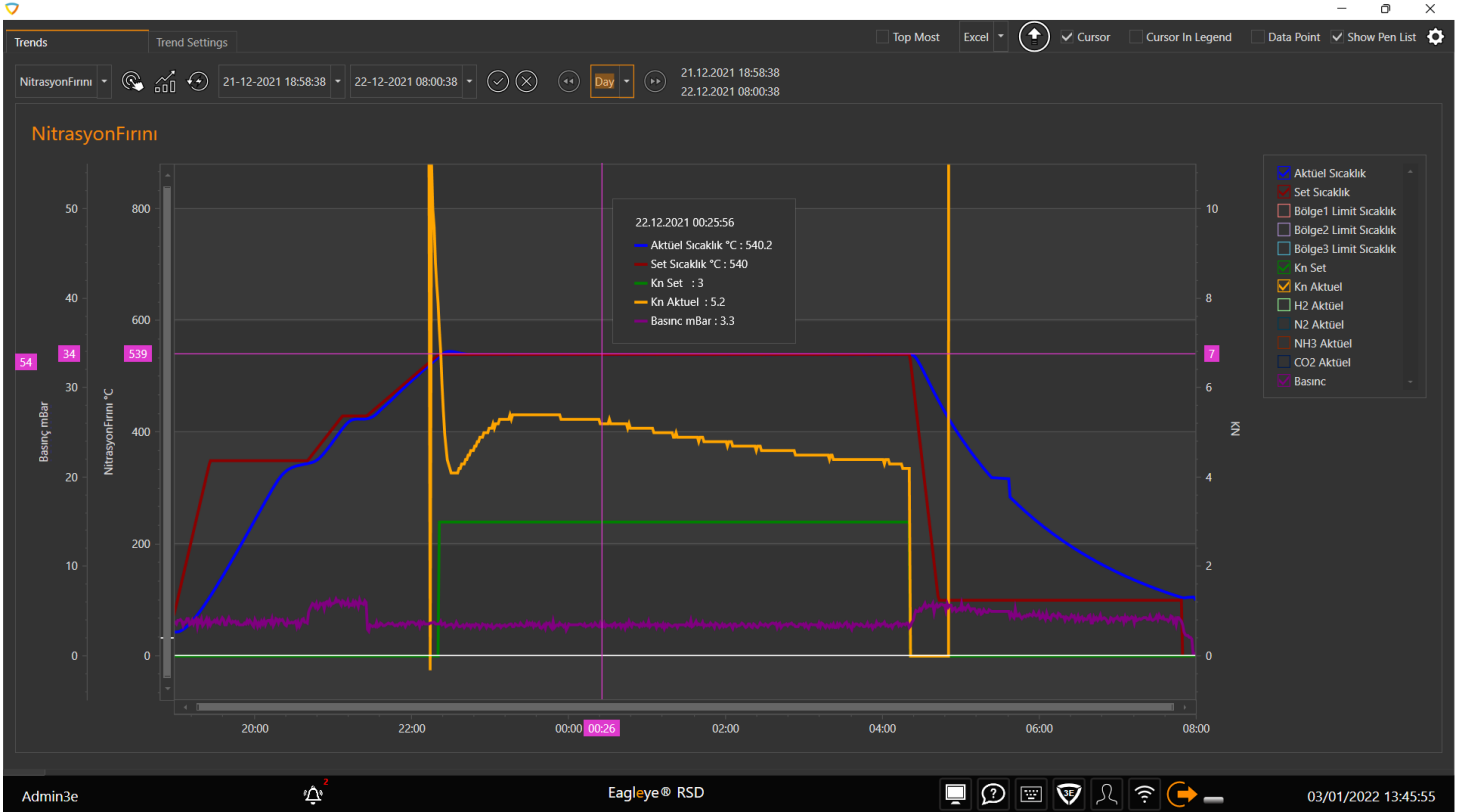 Trends
Trend Settings
Top Most
Excel
Cursor
Cursor In Legend
Data Point
Show Pen List
NitrasyonFırını
21-12-2021 18:58:38
22-12-2021 08:00:38
Day
21.12.2021 18:58:38
22.12.2021 08:00:38
NitrasyonFırını
50
40
30
20
10
0
54
34
Basınç mBar
800
600
400
200
0
539
NitrasyonFırını °C
22.12.2021 00:25:56
Aktüel Sıcaklık °C : 540.2
Set Sıcaklık °C : 540
Kn Set : 3
Kn Aktuel : 5.2
Basınc mBar : 3.3
10
8
6
4
2
0
7
KN
Aktüel Sıcaklık
Set Sıcaklık
Bölge1 Limit Sıcaklık
Bölge2 Limit Sıcaklık
Bölge3 Limit Sıcaklık
Kn Set
Kn Aktuel
H2 Aktüel
N2 Aktüel
NH3 Aktüel
CO2 Aktüel
Basınc
20:00
22:00
00:00
00:26
02:00
04:00
06:00
08:00
Admin3e
2
Eagleye® RSD
3E
03/01/2022 13:45:55